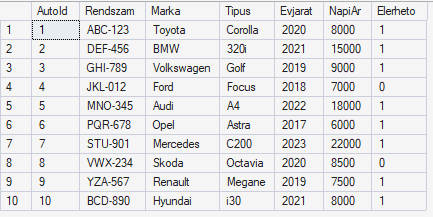 AutoId Rendszam Marka Tipus Evjarat NapiAr Elerheto
1 1 ABC-123 Toyota Corolla 2020 8000 1
2 2 DEF-456 BMW 320i 2021 15000 1
3 3 GHI-789 Volkswagen Golf 2019 9000 1
4 4 JKL-012 Ford Focus 2018 7000 0
5 5 MNO-345 Audi A4 2022 18000 1
6 6 PQR-678 Opel Astra 2017 6000 1
7 7 STU-901 Mercedes C200 2023 22000 1
8 8 VWX-234 Skoda Octavia 2020 8500 0
9 9 YZA-567 Renault Megane 2019 7500 1
10 10 BCD-890 Hyundai i30 2021 8000 1